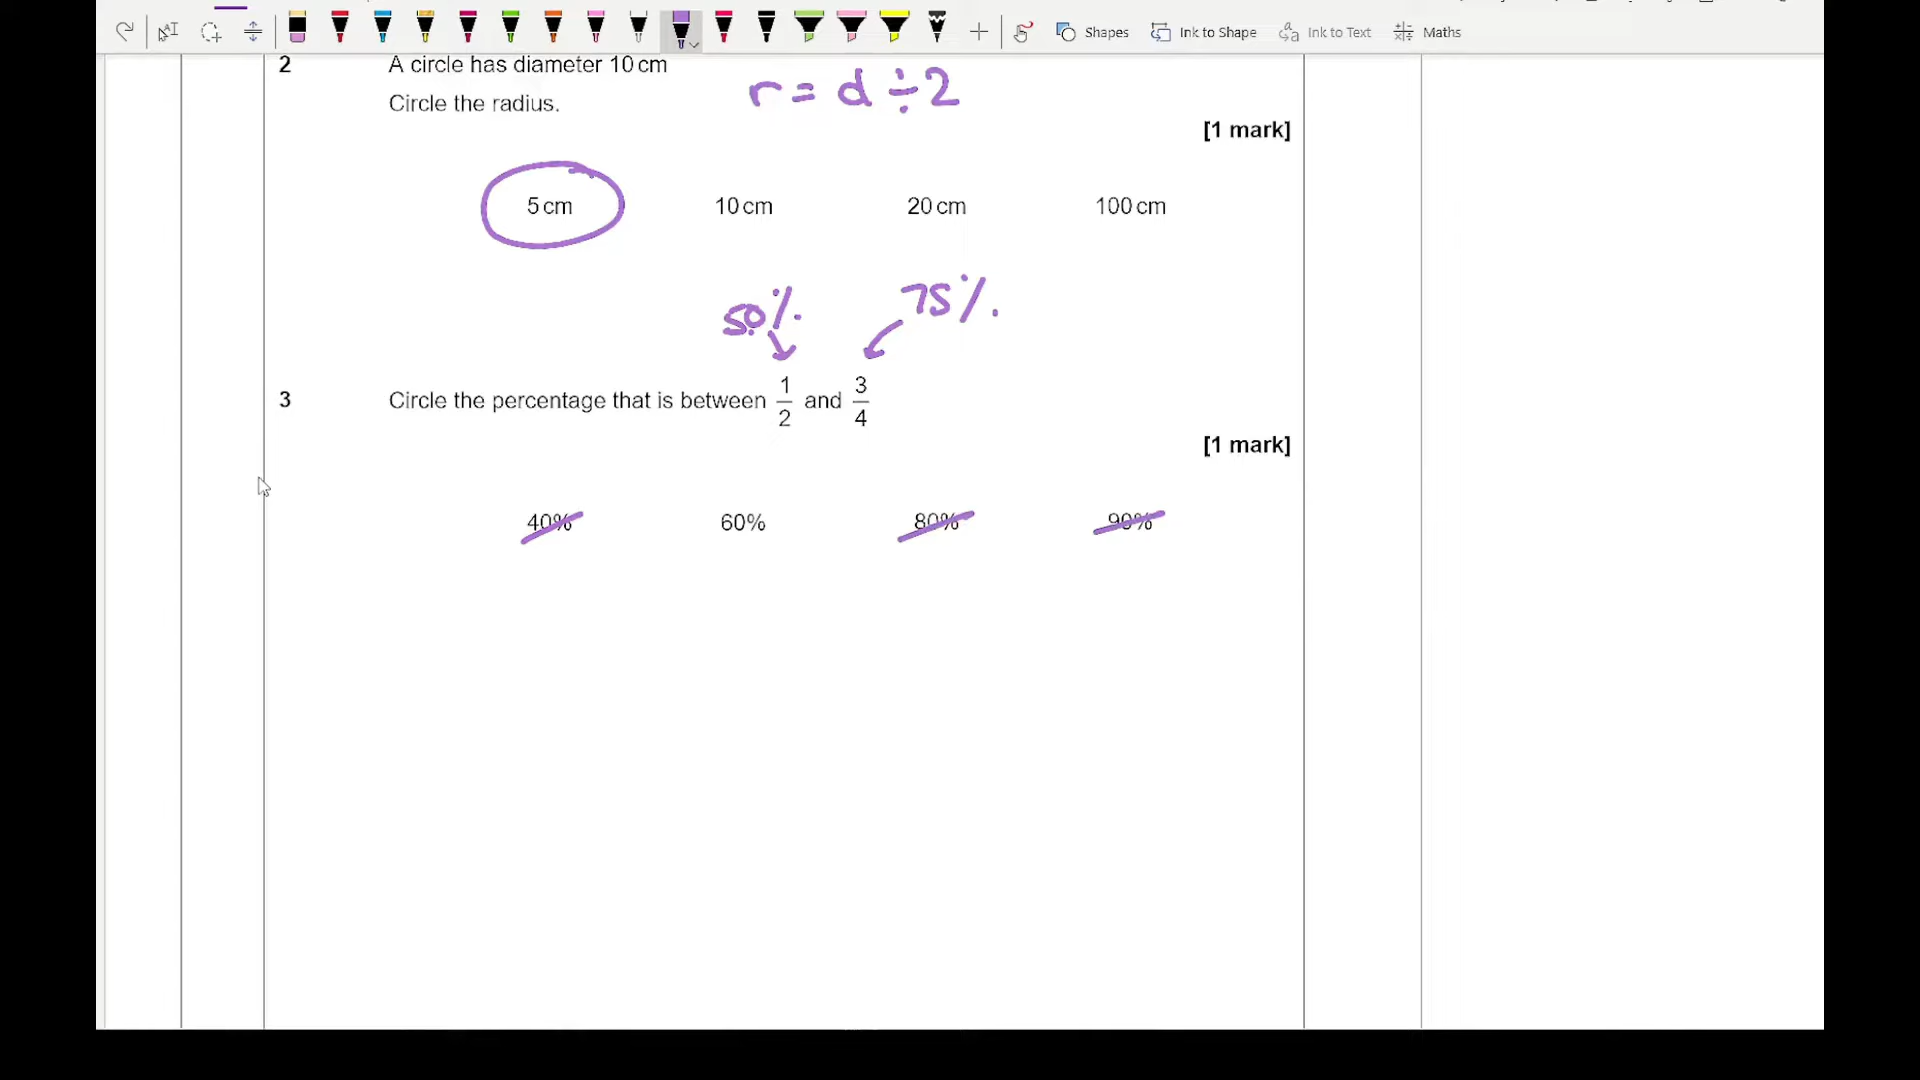 Shapes Ink to Shape Ink to Text Maths
2 A circle has diameter 10 cm
r = d ÷ 2
Circle the radius.
[1 mark]
5 cm 10 cm 20 cm 100 cm
50% 75%
3 Circle the percentage that is between 1/2 and 3/4
[1 mark]
40% 60% 80% 90%